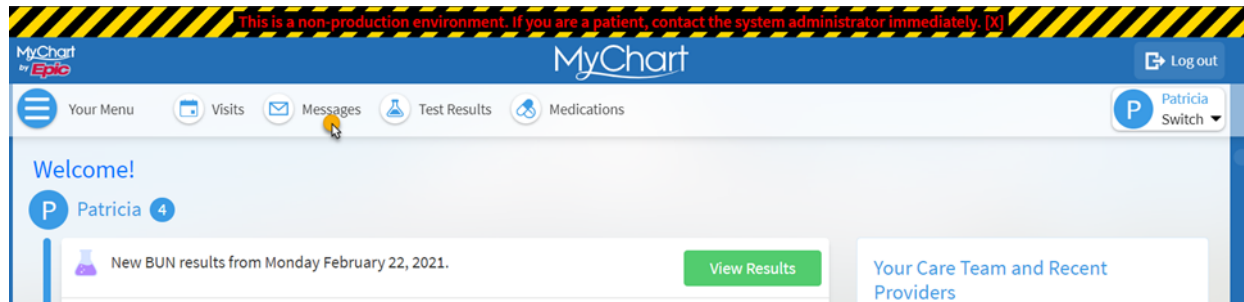 This is a non-production environment. If you are a patient, contact the system administrator immediately. [X]
MyChart
by Epic
MyChart
Log out
Your Menu
Visits
Messages
Test Results
Medications
P
Patricia
Switch
Welcome!
P
Patricia
4
New BUN results from Monday February 22, 2021.
View Results
Your Care Team and Recent
Providers